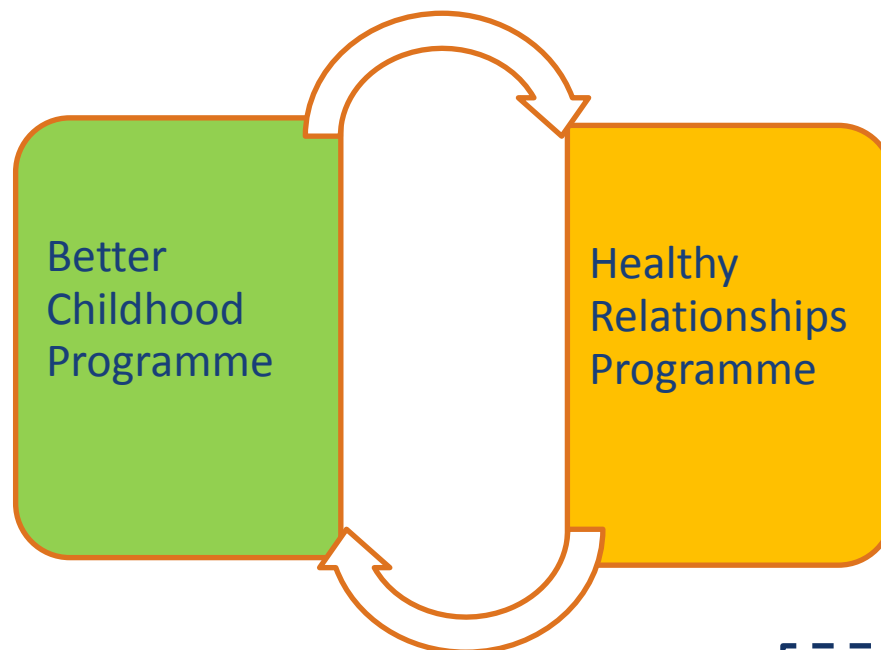 Better
Childhood
Programme
Healthy
Relationships
Programme